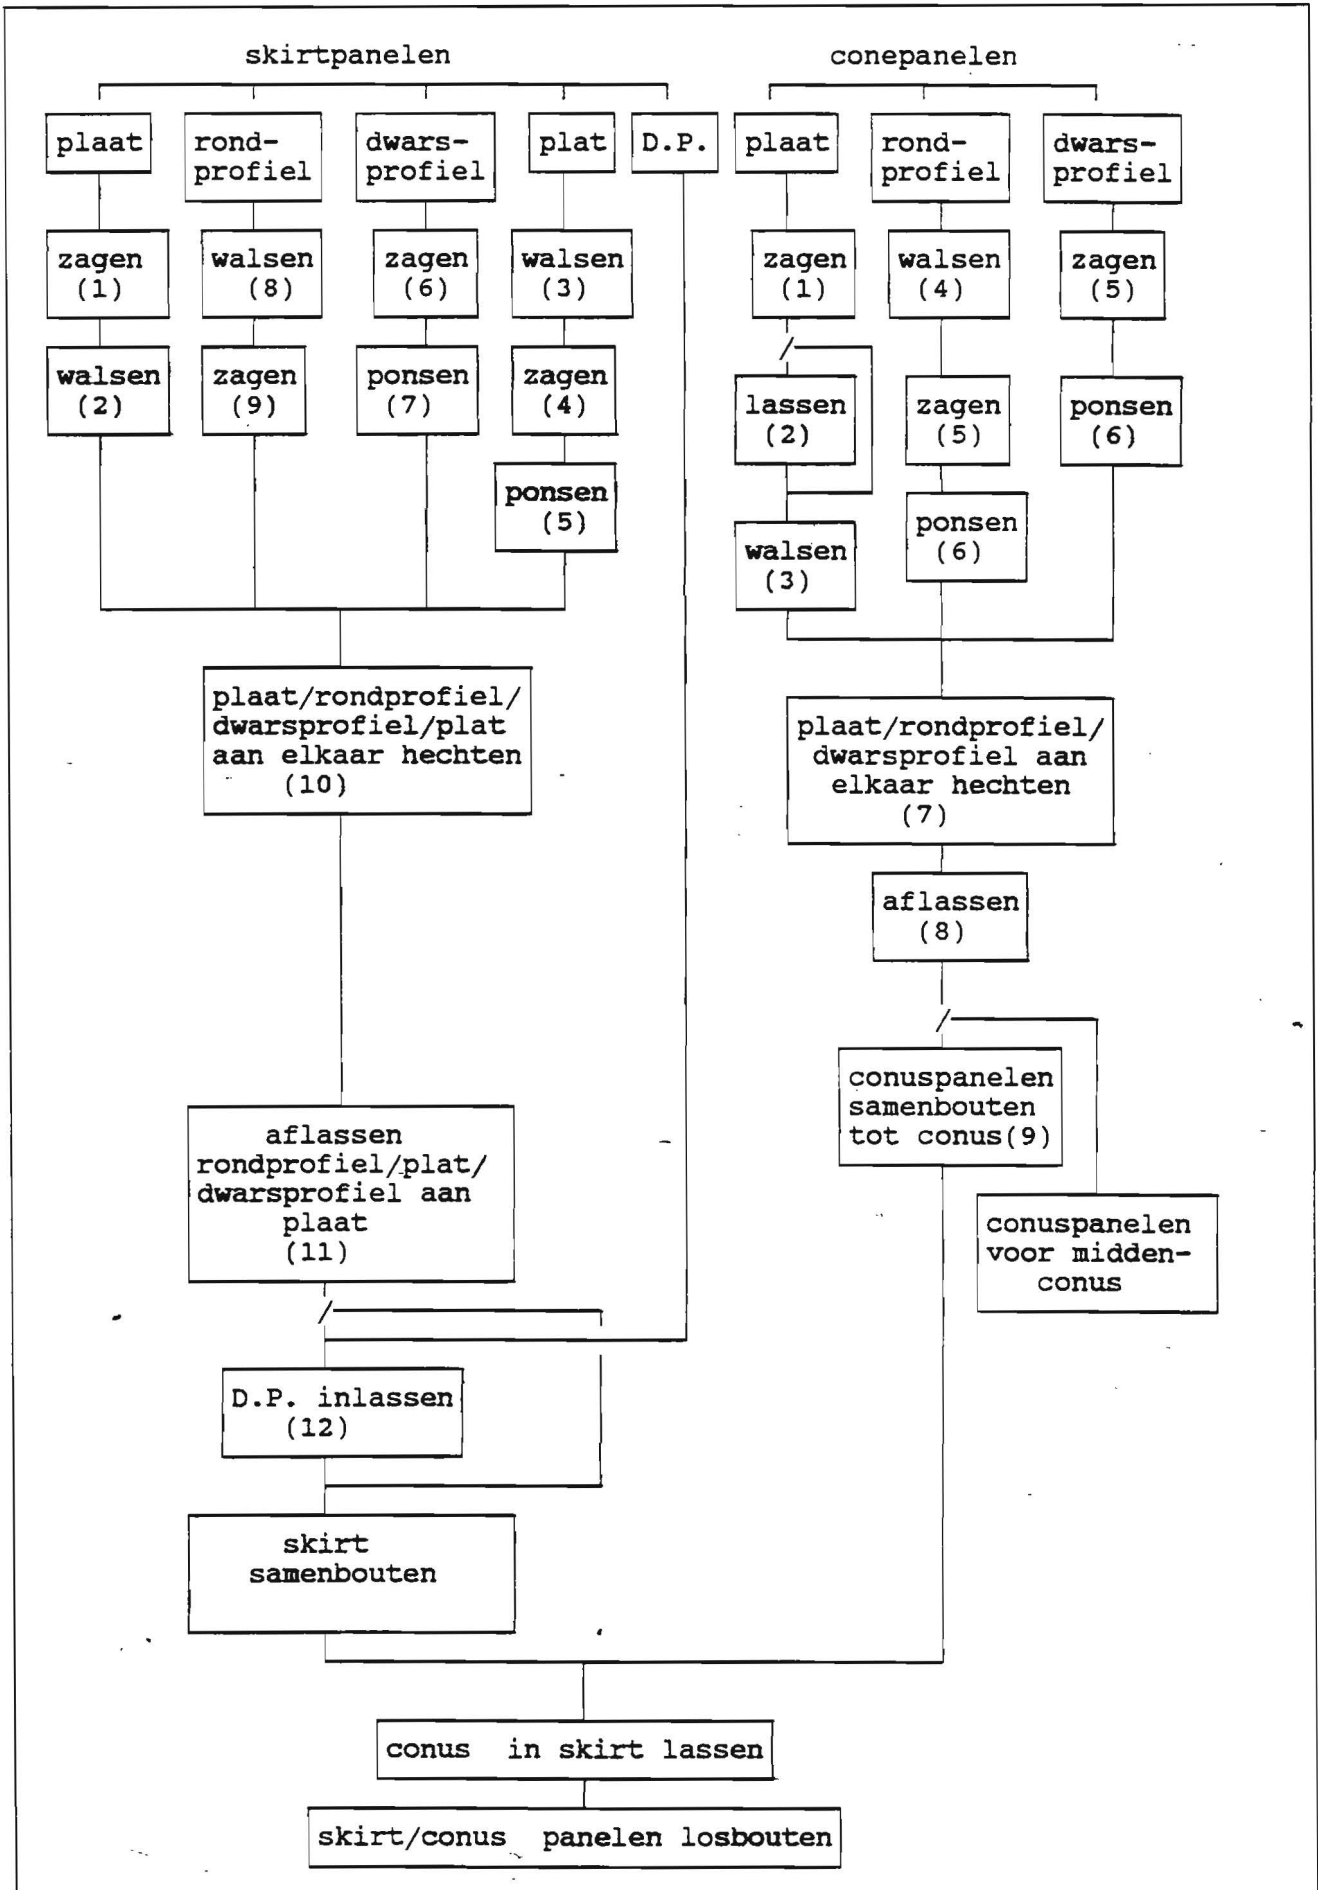 skirtpanelen
conepanelen
plaat
rond-
profiel
dwars-
profiel
plat
D.P.
plaat
rond-
profiel
dwars-
profiel
zagen
(1)
walsen
(8)
zagen
(6)
walsen
(3)
zagen
(1)
walsen
(4)
zagen
(5)
walsen
(2)
zagen
(9)
ponsen
(7)
zagen
(4)
lassen
(2)
zagen
(5)
ponsen
(6)
ponsen
(5)
walsen
(3)
ponsen
(6)
plaat/rondprofiel/
dwarsprofiel/plat
aan elkaar hechten
(10)
plaat/rondprofiel/
dwarsprofiel aan
elkaar hechten
(7)
aflassen
(8)
conuspanelen
samenbouten
tot conus(9)
aflassen
rondprofiel/plat/
dwarsprofiel aan
plaat
(11)
conuspanelen
voor midden-
conus
D.P. inlassen
(12)
skirt
samenbouten
conus in skirt lassen
skirt/conus panelen losbouten